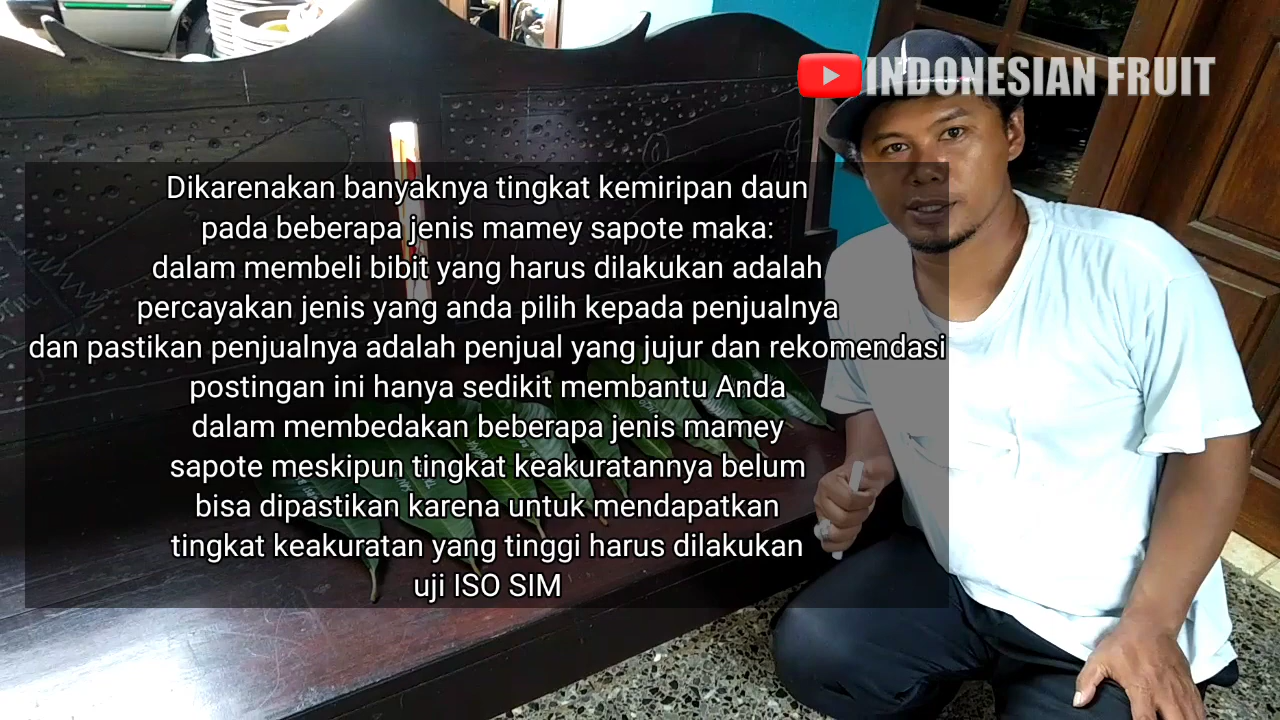 INDONESIAN FRUIT
Dikarenakan banyaknya tingkat kemiripan daun
pada beberapa jenis mamey sapote maka:
dalam membeli bibit yang harus dilakukan adalah
percayakan jenis yang anda pilih kepada penjualnya
dan pastikan penjualnya adalah penjual yang jujur dan rekomendasi
postingan ini hanya sedikit membantu Anda
dalam membedakan beberapa jenis mamey
sapote meskipun tingkat keakuratannya belum
bisa dipastikan karena untuk mendapatkan
tingkat keakuratan yang tinggi harus dilakukan
uji ISO SIM